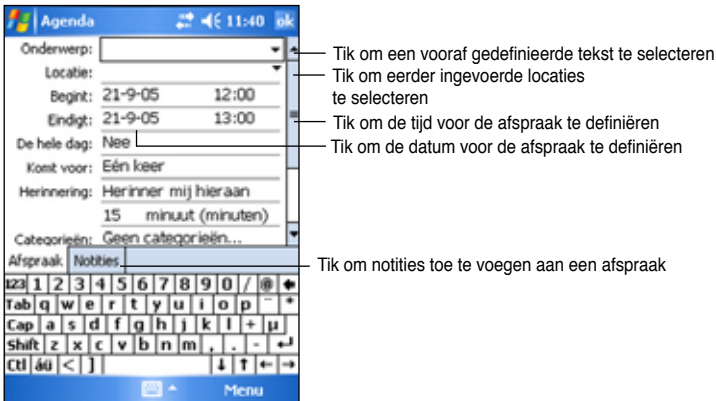 Agenda 11:40 ok
Onderwerp:
Locatie:
Begint: 21-9-05 12:00
Eindigt: 21-9-05 13:00
De hele dag: Nee
Komt voor: Eén keer
Herinnering: Herinner mij hieraan
15 minuut (minuten)
Categorieën: Geen categorieën...
Afspraak Notities
123 1 2 3 4 5 6 7 8 9 0 / @
Tab q w e r t y u i o p ¨ *
Cap a s d f g h j k l + µ
Shift z x c v b n m , . -
Ctl áü < ]
Menu
Tik om een vooraf gedefinieerde tekst te selecteren
Tik om eerder ingevoerde locaties
te selecteren
Tik om de tijd voor de afspraak te definiëren
Tik om de datum voor de afspraak te definiëren
Tik om notities toe te voegen aan een afspraak